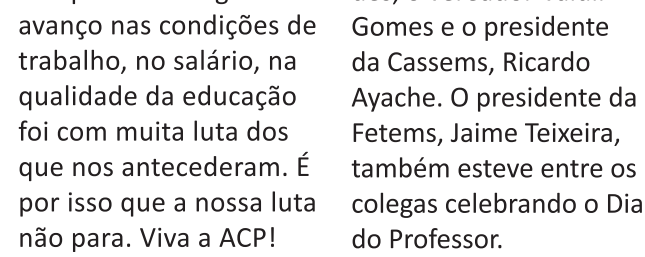 avanço nas condições de
trabalho, no salário, na
qualidade da educação
foi com muita luta dos
que nos antecederam. É
por isso que a nossa luta
não para. Viva a ACP!
Gomes e o presidente
da Cassems, Ricardo
Ayache. O presidente da
Fetems, Jaime Teixeira,
também esteve entre os
colegas celebrando o Dia
do Professor.